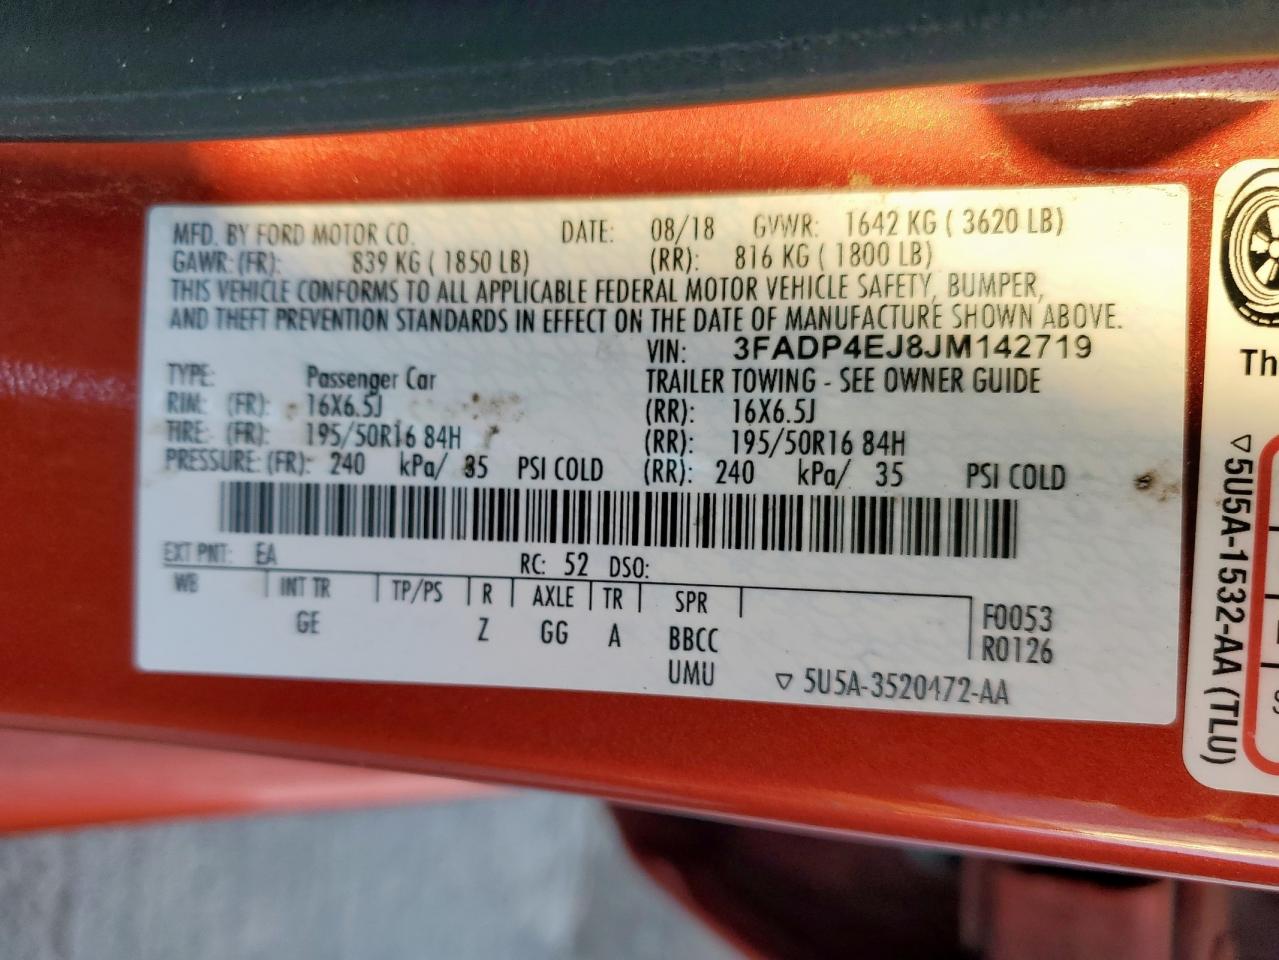 MFD. BY FORD MOTOR CO. DATE: 08/18 GVWR: 1642 KG ( 3620 LB)
GAWR: (FR): 839 KG ( 1850 LB) (RR): 816 KG ( 1800 LB)
THIS VEHICLE CONFORMS TO ALL APPLICABLE FEDERAL MOTOR VEHICLE SAFETY, BUMPER,
AND THEFT PREVENTION STANDARDS IN EFFECT ON THE DATE OF MANUFACTURE SHOWN ABOVE.
VIN: 3FADP4EJ8JM142719
TYPE: Passenger Car TRAILER TOWING - SEE OWNER GUIDE
RIM: (FR): 16X6.5J (RR): 16X6.5J
TIRE: (FR): 195/50R16 84H (RR): 195/50R16 84H
PRESSURE: (FR): 240 kPa/ 35 PSI COLD (RR): 240 kPa/ 35 PSI COLD
EXT PNT: EA RC: 52 DSO:
WB INT TR TP/PS R AXLE TR SPR F0053
GE Z GG A BBCC R0126
UMU ▽ 5U5A-3520472-AA
Th
▽5U5A-1532-AA (TLU)